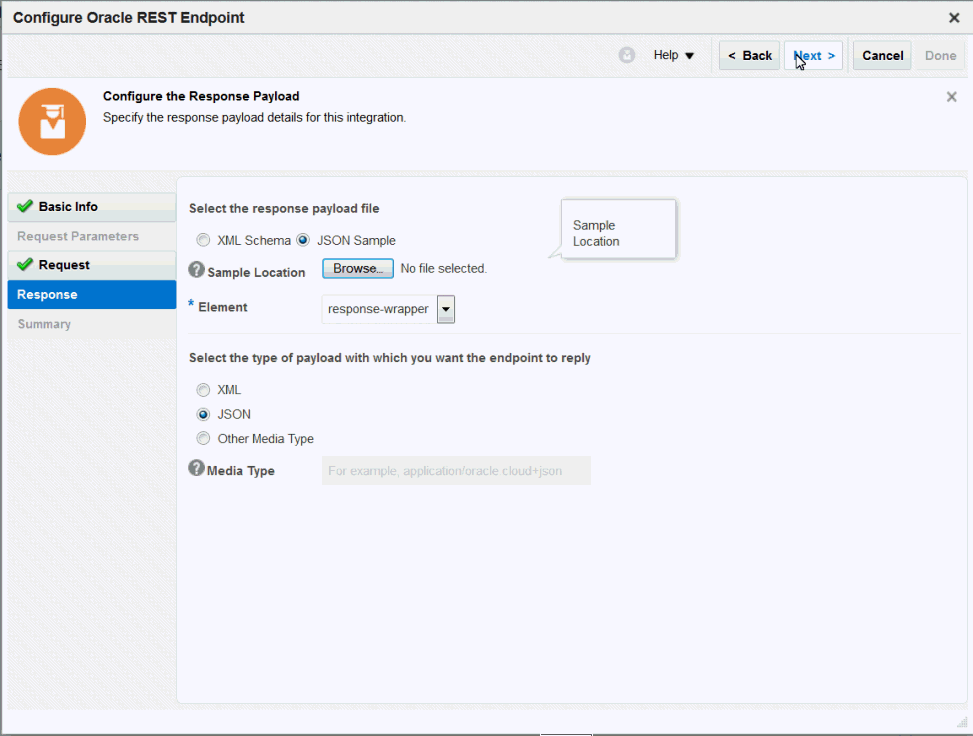 Configure Oracle REST Endpoint
Help
< Back
Next >
Cancel
Done
Configure the Response Payload
Specify the response payload details for this integration.
Basic Info
Request Parameters
Request
Response
Summary
Select the response payload file
XML Schema
JSON Sample
Sample Location
Browse...
No file selected.
Sample
Location
* Element
response-wrapper
Select the type of payload with which you want the endpoint to reply
XML
JSON
Other Media Type
Media Type
For example, application/oracle cloud+json